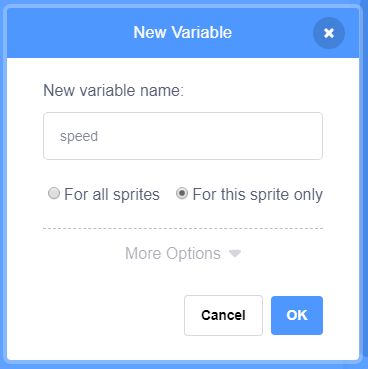 New Variable
New variable name:
speed
For all sprites For this sprite only
More Options
Cancel OK